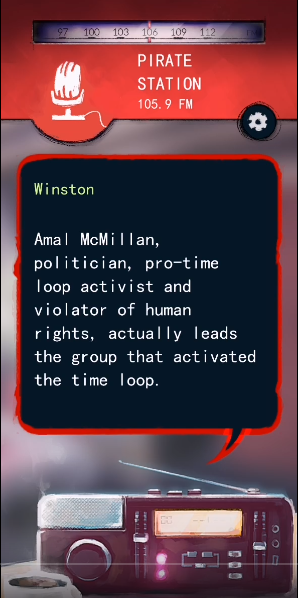 97 100 103 106 109 112
PIRATE
STATION
105.9 FM
Winston
Amal McMillan,
politician, pro-time
loop activist and
violator of human
rights, actually leads
the group that activated
the time loop.